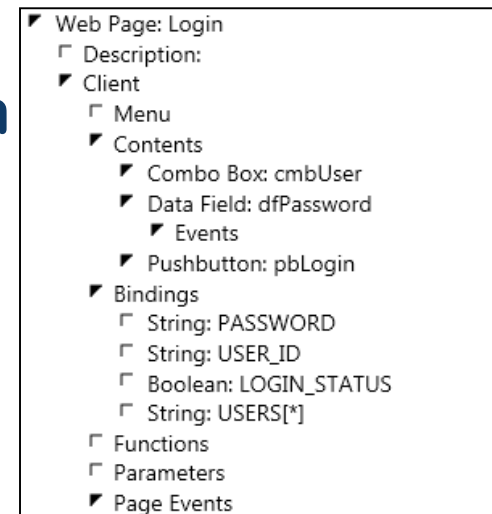 Web Page: Login
Description:
Client
Menu
Contents
Combo Box: cmbUser
Data Field: dfPassword
Events
Pushbutton: pbLogin
Bindings
String: PASSWORD
String: USER_ID
Boolean: LOGIN_STATUS
String: USERS[*]
Functions
Parameters
Page Events